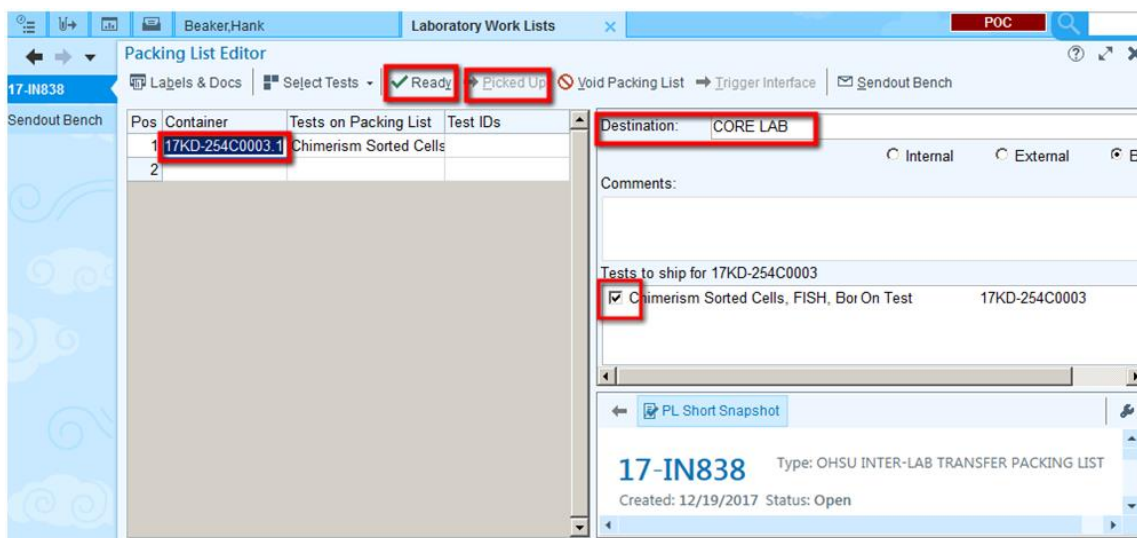 Beaker,Hank Laboratory Work Lists POC
Packing List Editor
17-IN838
Labels & Docs Select Tests Ready Picked Up Void Packing List Trigger Interface Sendout Bench
Sendout Bench
Pos Container Tests on Packing List Test IDs
1 17KD-254C0003.1 Chimerism Sorted Cells
2
Destination: CORE LAB
Internal External
Comments:
Tests to ship for 17KD-254C0003
Chimerism Sorted Cells, FISH, Bor On Test 17KD-254C0003
PL Short Snapshot
17-IN838 Type: OHSU INTER-LAB TRANSFER PACKING LIST
Created: 12/19/2017 Status: Open